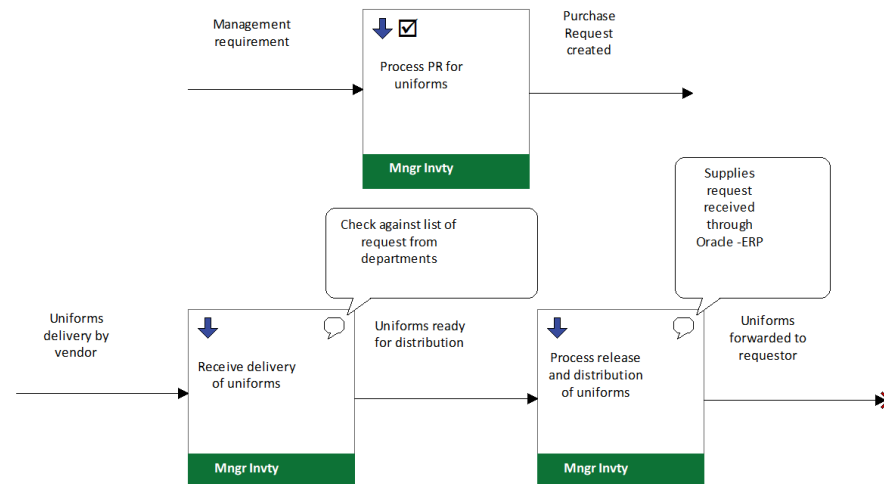 Management
requirement
Process PR for
uniforms
Mngr Invty
Purchase
Request
created
Supplies
request
received
through
Oracle -ERP
Check against list of
request from
departments
Uniforms
delivery by
vendor
Receive delivery
of uniforms
Mngr Invty
Uniforms ready
for distribution
Process release
and distribution
of uniforms
Mngr Invty
Uniforms
forwarded to
requestor